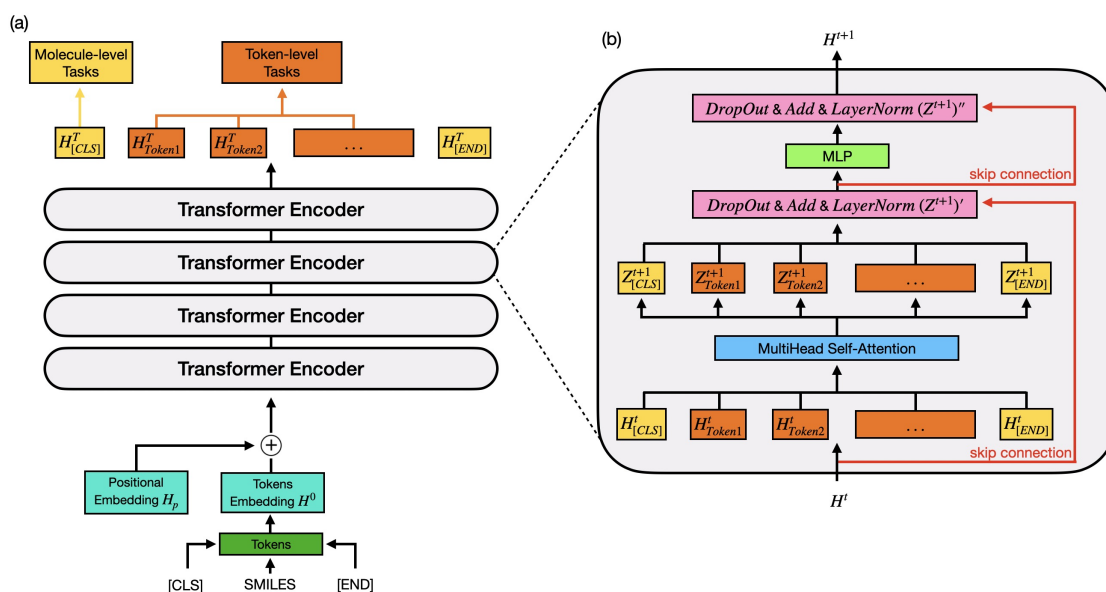 (a)
Molecule-level
Tasks
Token-level
Tasks
H^T_[CLS]
H^T_Token1
H^T_Token2
...
H^T_[END]
Transformer Encoder
Transformer Encoder
Transformer Encoder
Transformer Encoder
+
Positional
Embedding H_p
Tokens
Embedding H^0
Tokens
[CLS]
SMILES
[END]
(b)
H^{t+1}
DropOut & Add & LayerNorm (Z^{t+1})″
MLP
skip connection
DropOut & Add & LayerNorm (Z^{t+1})′
Z^{t+1}_[CLS]
Z^{t+1}_Token1
Z^{t+1}_Token2
...
Z^{t+1}_[END]
MultiHead Self-Attention
H^t_[CLS]
H^t_Token1
H^t_Token2
...
H^t_[END]
skip connection
H^t